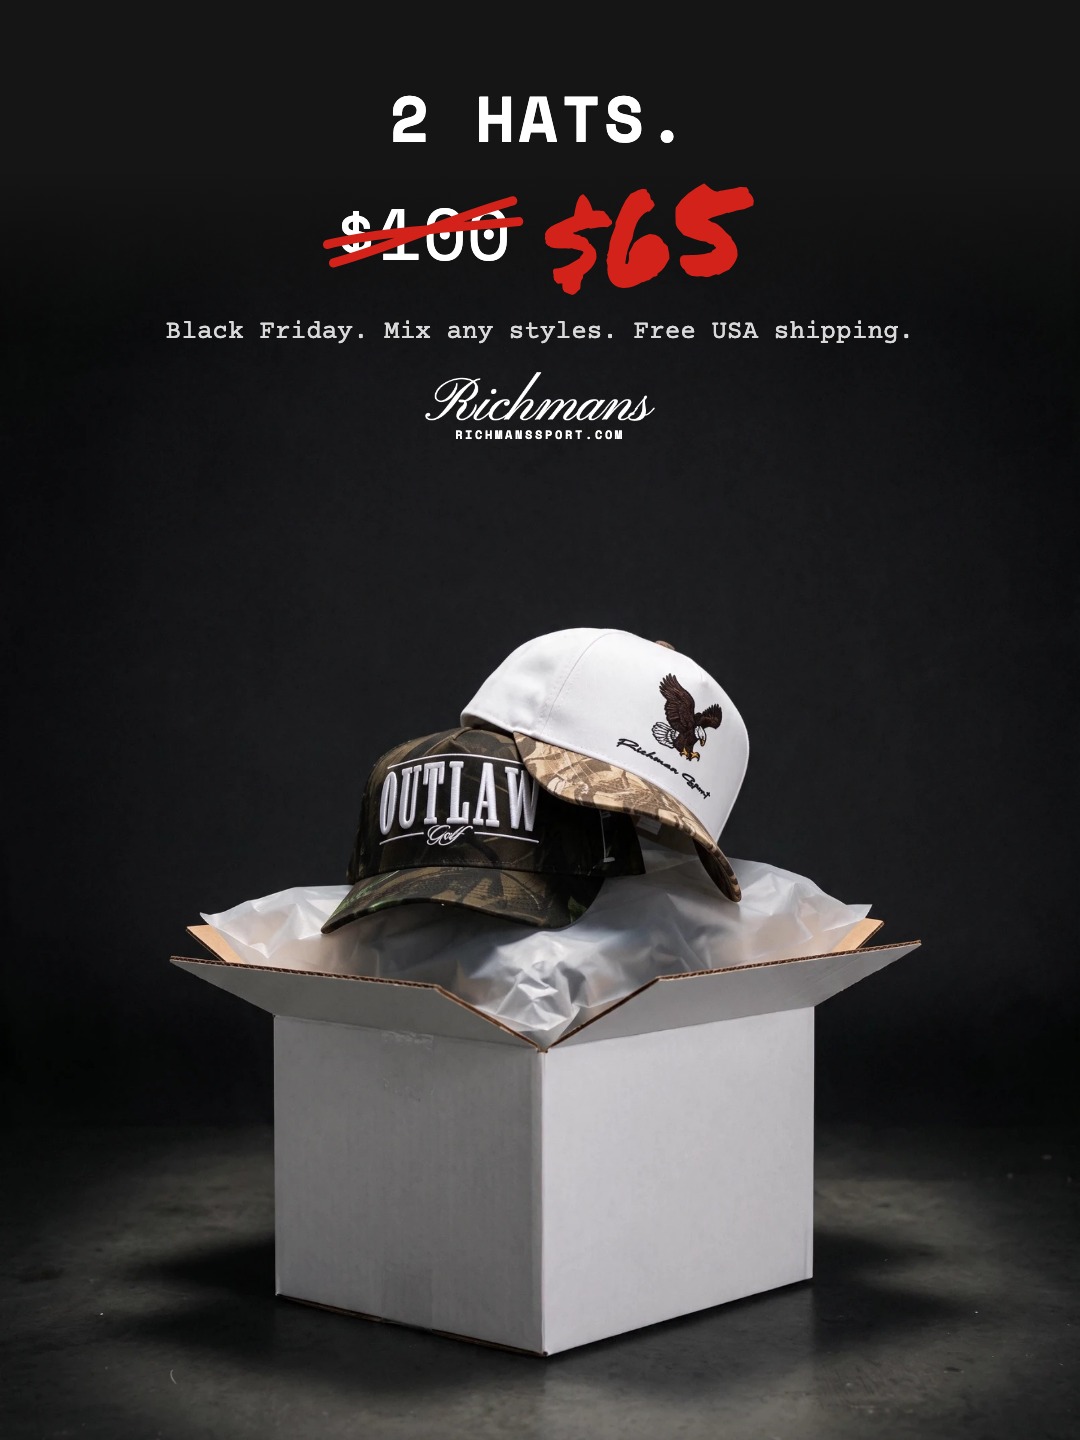 2 HATS.
$100 $65
Black Friday. Mix any styles. Free USA shipping.
Richmans
RICHMANSSPORT.COM
Richman Sport
OUTLAW
Golf